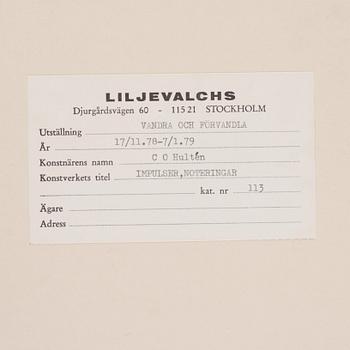 LILJEVALCHS
Djurgårdsvägen 60 - 115 21 STOCKHOLM
Utställning VANDRA OCH FÖRVANDLA
År 17/11.78-7/1.79
Konstnärens namn C O Hultén
Konstverkets titel IMPULSER,NOTERINGAR
kat. nr 113
Ägare
Adress